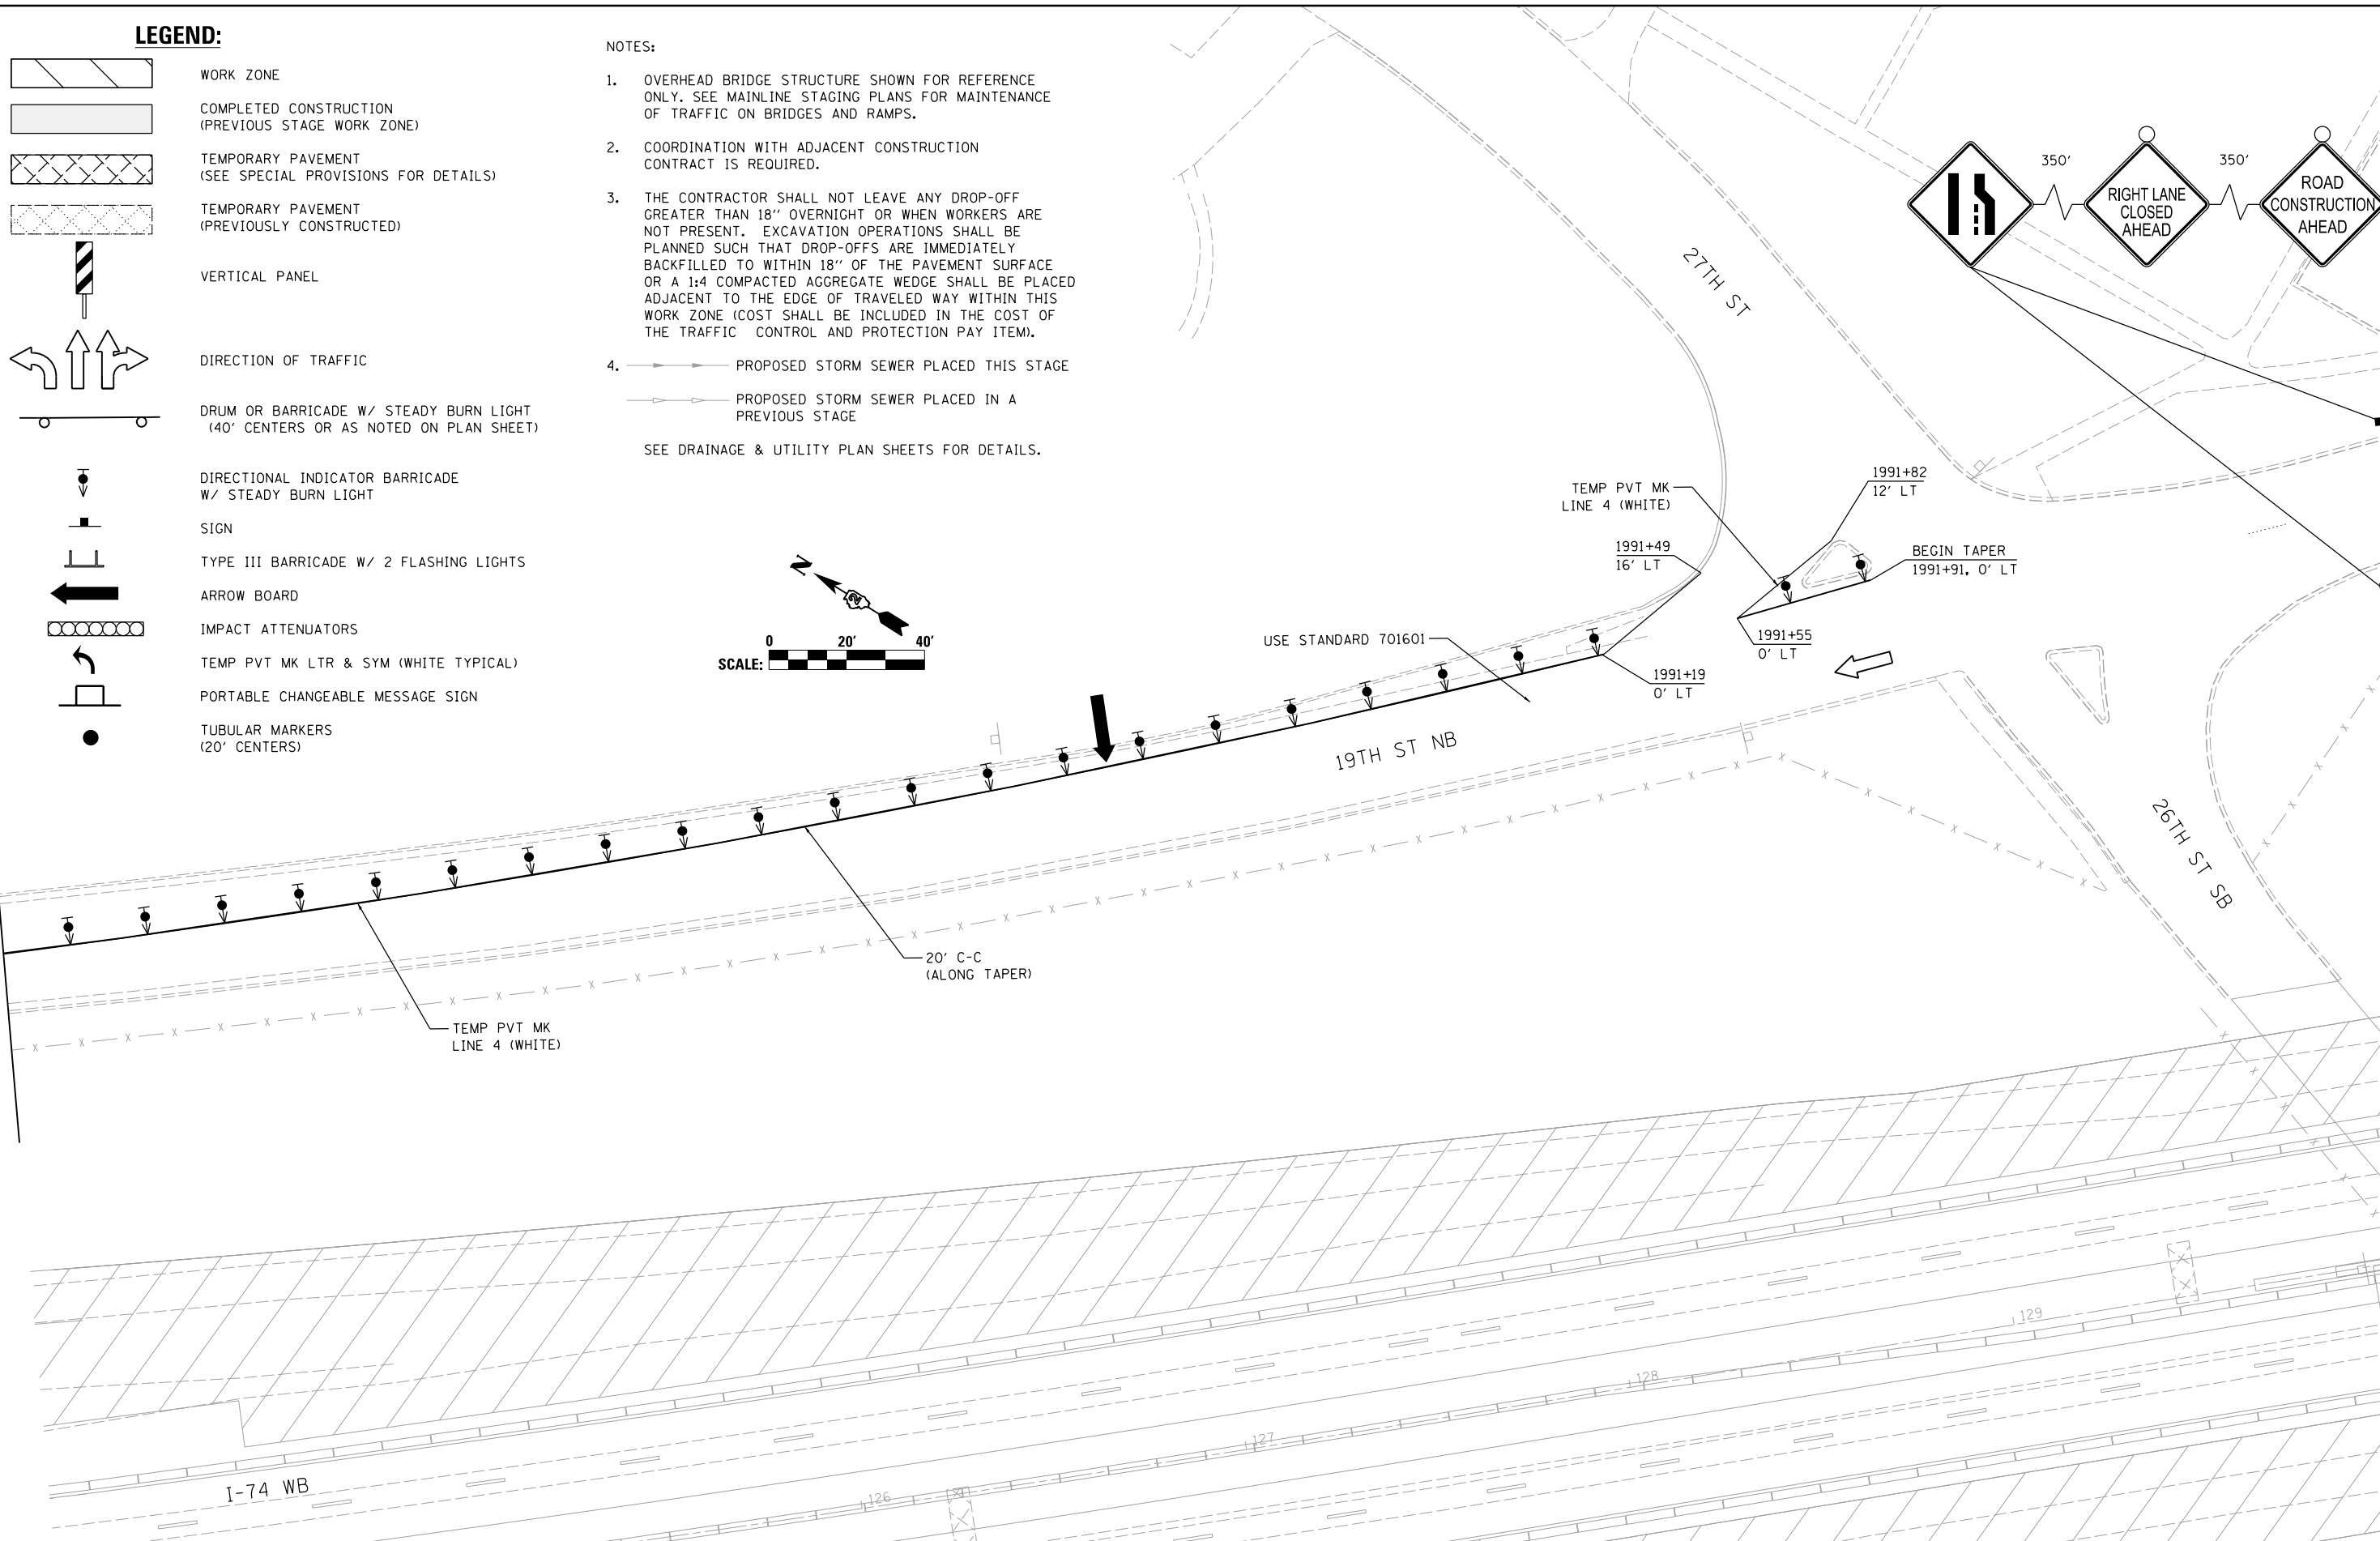 LEGEND:
WORK ZONE
COMPLETED CONSTRUCTION
(PREVIOUS STAGE WORK ZONE)
TEMPORARY PAVEMENT
(SEE SPECIAL PROVISIONS FOR DETAILS)
TEMPORARY PAVEMENT
(PREVIOUSLY CONSTRUCTED)
VERTICAL PANEL
DIRECTION OF TRAFFIC
DRUM OR BARRICADE W/ STEADY BURN LIGHT
(40' CENTERS OR AS NOTED ON PLAN SHEET)
DIRECTIONAL INDICATOR BARRICADE
W/ STEADY BURN LIGHT
SIGN
TYPE III BARRICADE W/ 2 FLASHING LIGHTS
ARROW BOARD
IMPACT ATTENUATORS
TEMP PVT MK LTR & SYM (WHITE TYPICAL)
PORTABLE CHANGEABLE MESSAGE SIGN
TUBULAR MARKERS
(20' CENTERS)
NOTES:
1. OVERHEAD BRIDGE STRUCTURE SHOWN FOR REFERENCE
ONLY. SEE MAINLINE STAGING PLANS FOR MAINTENANCE
OF TRAFFIC ON BRIDGES AND RAMPS.
2. COORDINATION WITH ADJACENT CONSTRUCTION
CONTRACT IS REQUIRED.
3. THE CONTRACTOR SHALL NOT LEAVE ANY DROP-OFF
GREATER THAN 18'' OVERNIGHT OR WHEN WORKERS ARE
NOT PRESENT. EXCAVATION OPERATIONS SHALL BE
PLANNED SUCH THAT DROP-OFFS ARE IMMEDIATELY
BACKFILLED TO WITHIN 18'' OF THE PAVEMENT SURFACE
OR A 1:4 COMPACTED AGGREGATE WEDGE SHALL BE PLACED
ADJACENT TO THE EDGE OF TRAVELED WAY WITHIN THIS
WORK ZONE (COST SHALL BE INCLUDED IN THE COST OF
THE TRAFFIC CONTROL AND PROTECTION PAY ITEM).
4. PROPOSED STORM SEWER PLACED THIS STAGE
PROPOSED STORM SEWER PLACED IN A
PREVIOUS STAGE
SEE DRAINAGE & UTILITY PLAN SHEETS FOR DETAILS.
350'
RIGHT LANE
CLOSED
AHEAD
350'
ROAD
CONSTRUCTION
AHEAD
27TH ST
TEMP PVT MK
LINE 4 (WHITE)
1991+82
12' LT
1991+49
16' LT
BEGIN TAPER
1991+91, 0' LT
1991+55
0' LT
1991+19
0' LT
USE STANDARD 701601
N
2
SCALE:
0 20' 40'
19TH ST NB
26TH ST SB
20' C-C
(ALONG TAPER)
TEMP PVT MK
LINE 4 (WHITE)
I-74 WB
126
127
128
129